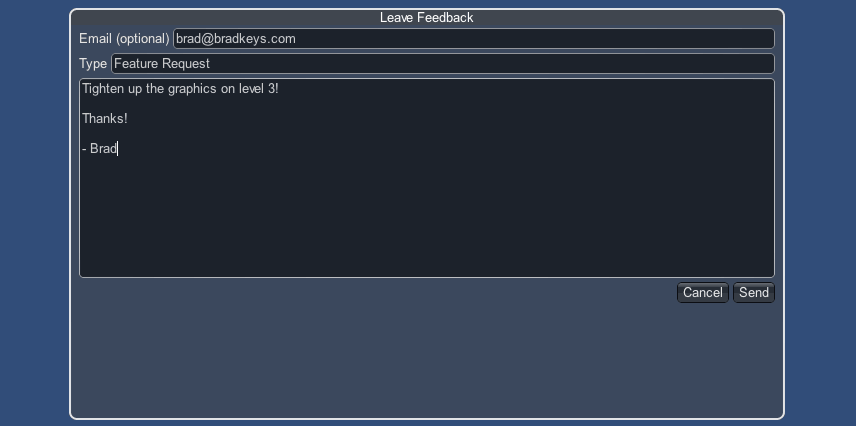 Leave Feedback
Email (optional) brad@bradkeys.com
Type Feature Request
Tighten up the graphics on level 3!
Thanks!
- Brad
Cancel Send